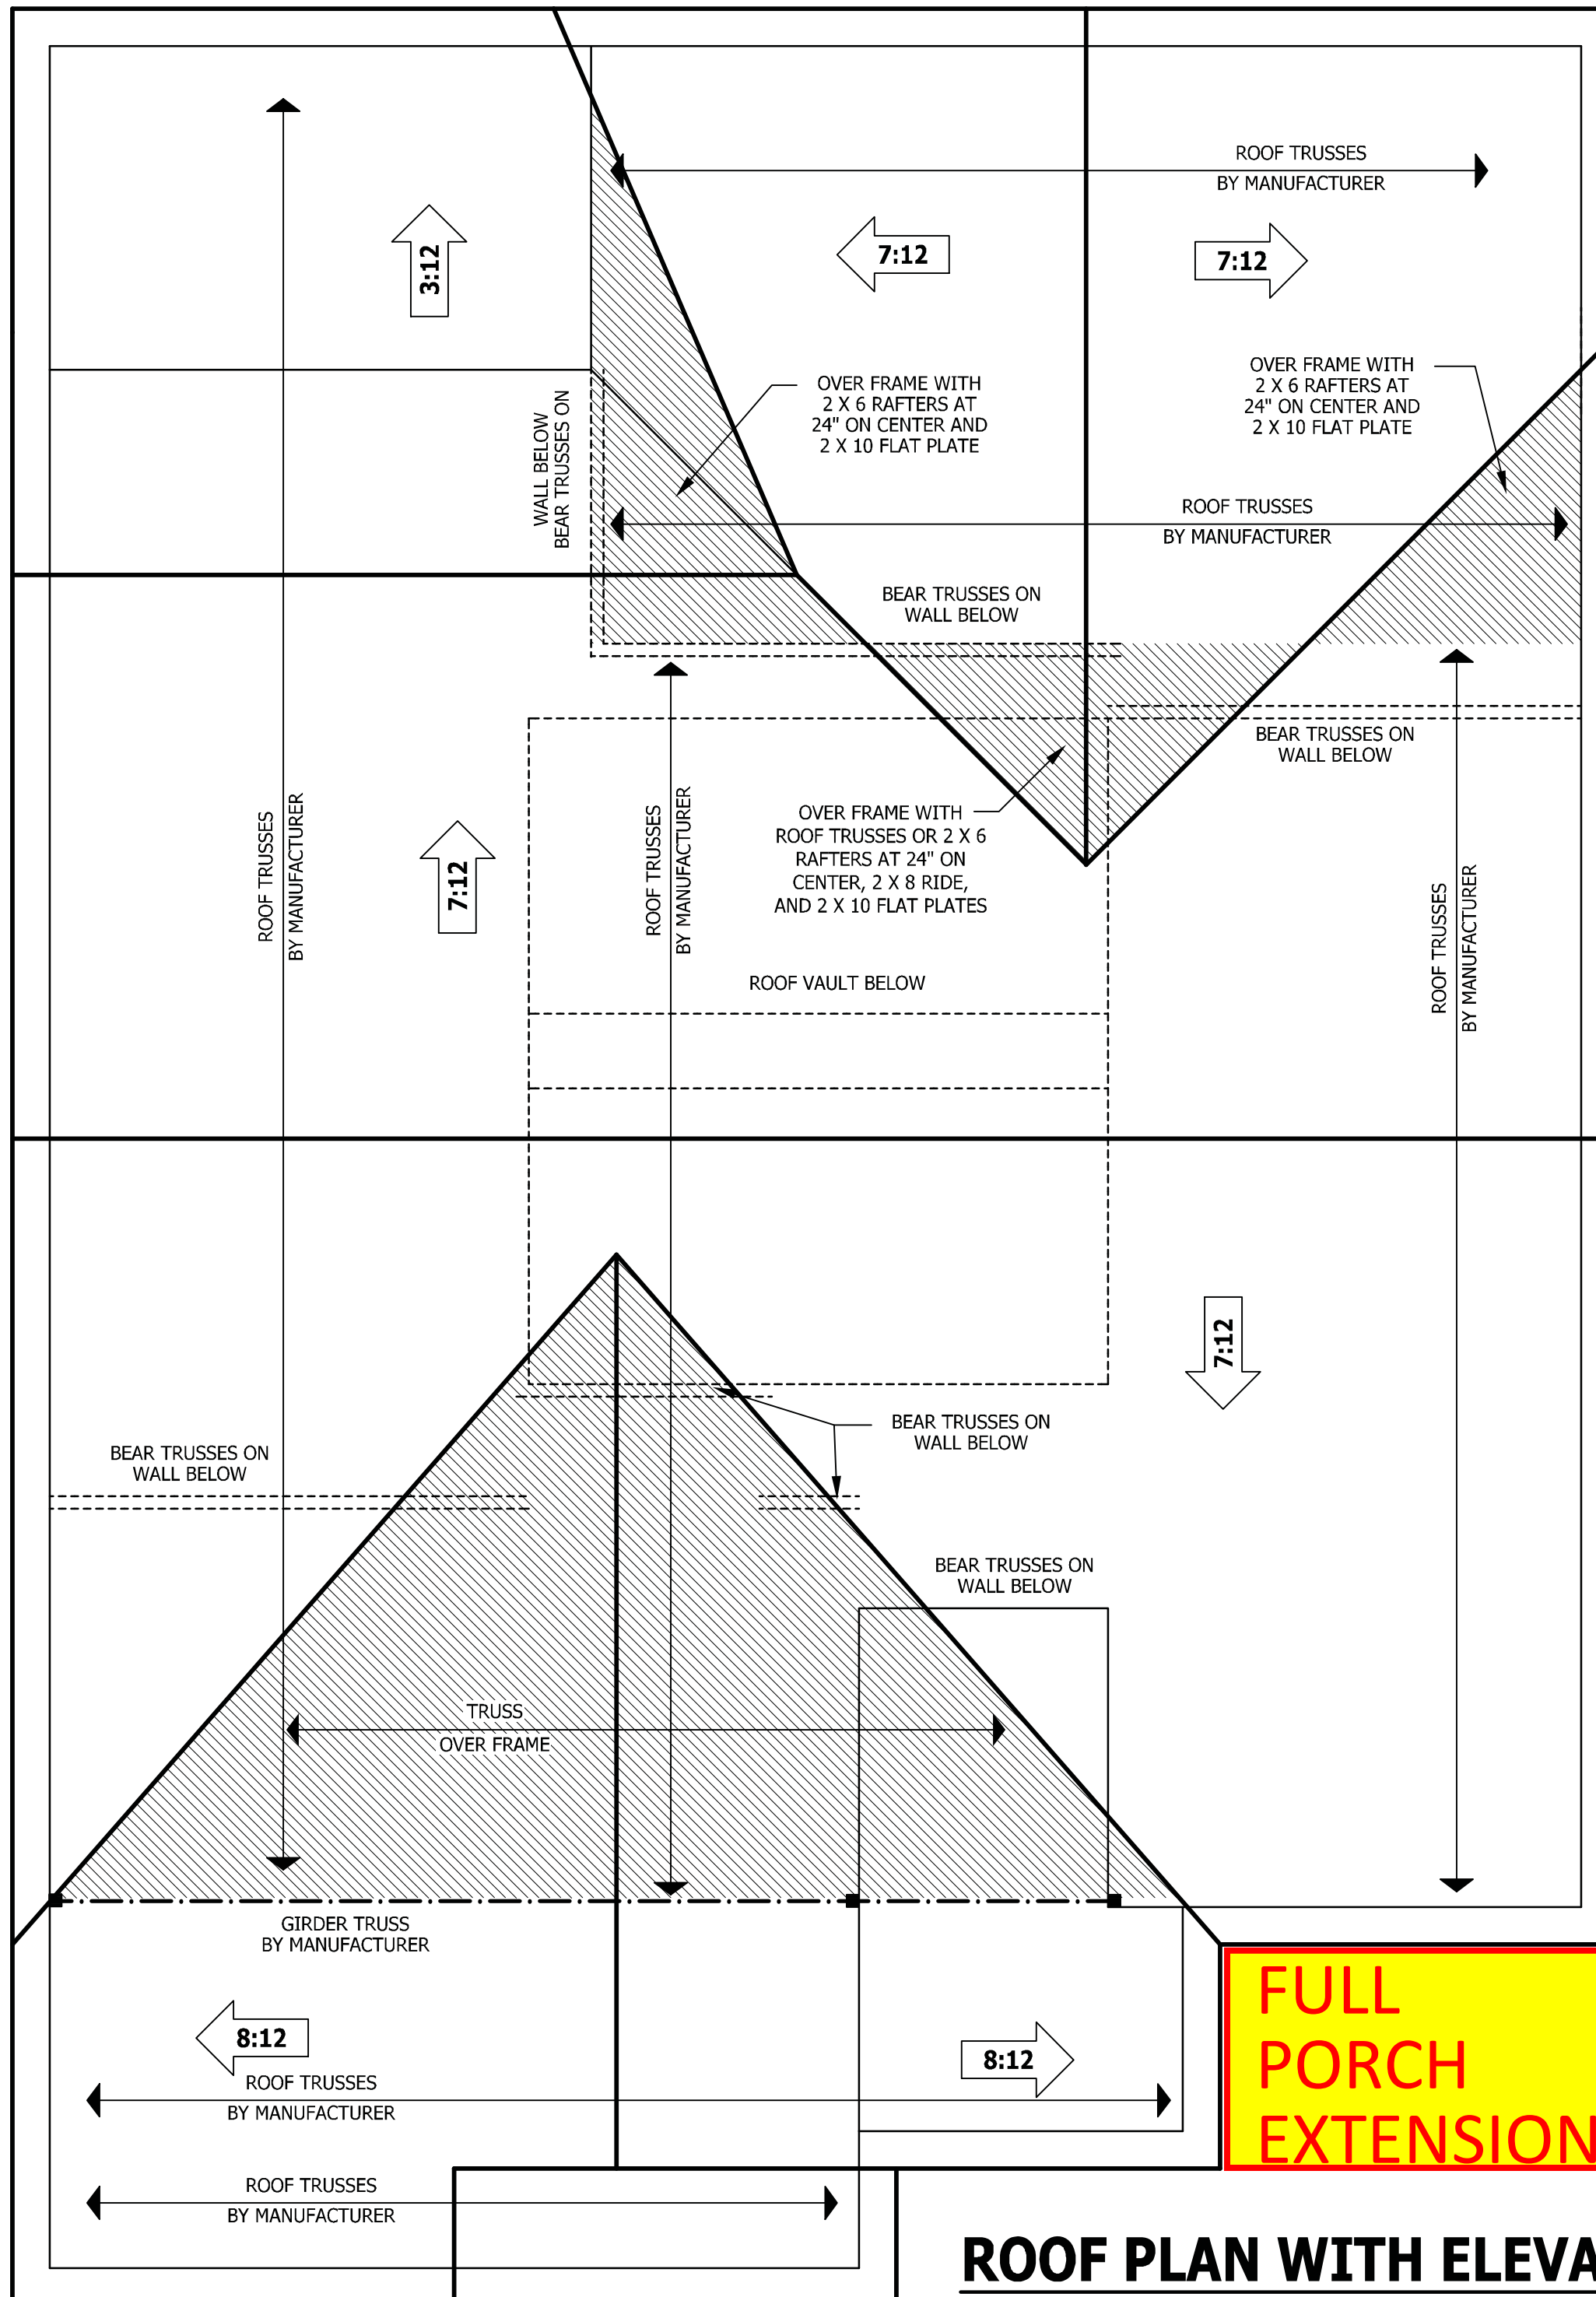 ROOF TRUSSES
BY MANUFACTURER
3:12
7:12
7:12
OVER FRAME WITH
2 X 6 RAFTERS AT
24" ON CENTER AND
2 X 10 FLAT PLATE
OVER FRAME WITH
2 X 6 RAFTERS AT
24" ON CENTER AND
2 X 10 FLAT PLATE
WALL BELOW
BEAR TRUSSES ON
ROOF TRUSSES
BY MANUFACTURER
BEAR TRUSSES ON
WALL BELOW
BEAR TRUSSES ON
WALL BELOW
ROOF TRUSSES
BY MANUFACTURER
7:12
ROOF TRUSSES
BY MANUFACTURER
OVER FRAME WITH
ROOF TRUSSES OR 2 X 6
RAFTERS AT 24" ON
CENTER, 2 X 8 RIDE,
AND 2 X 10 FLAT PLATES
ROOF TRUSSES
BY MANUFACTURER
ROOF VAULT BELOW
7:12
BEAR TRUSSES ON
WALL BELOW
BEAR TRUSSES ON
WALL BELOW
BEAR TRUSSES ON
WALL BELOW
TRUSS
OVER FRAME
GIRDER TRUSS
BY MANUFACTURER
FULL
PORCH
EXTENSION
8:12
8:12
ROOF TRUSSES
BY MANUFACTURER
ROOF TRUSSES
BY MANUFACTURER
ROOF PLAN WITH ELEVA